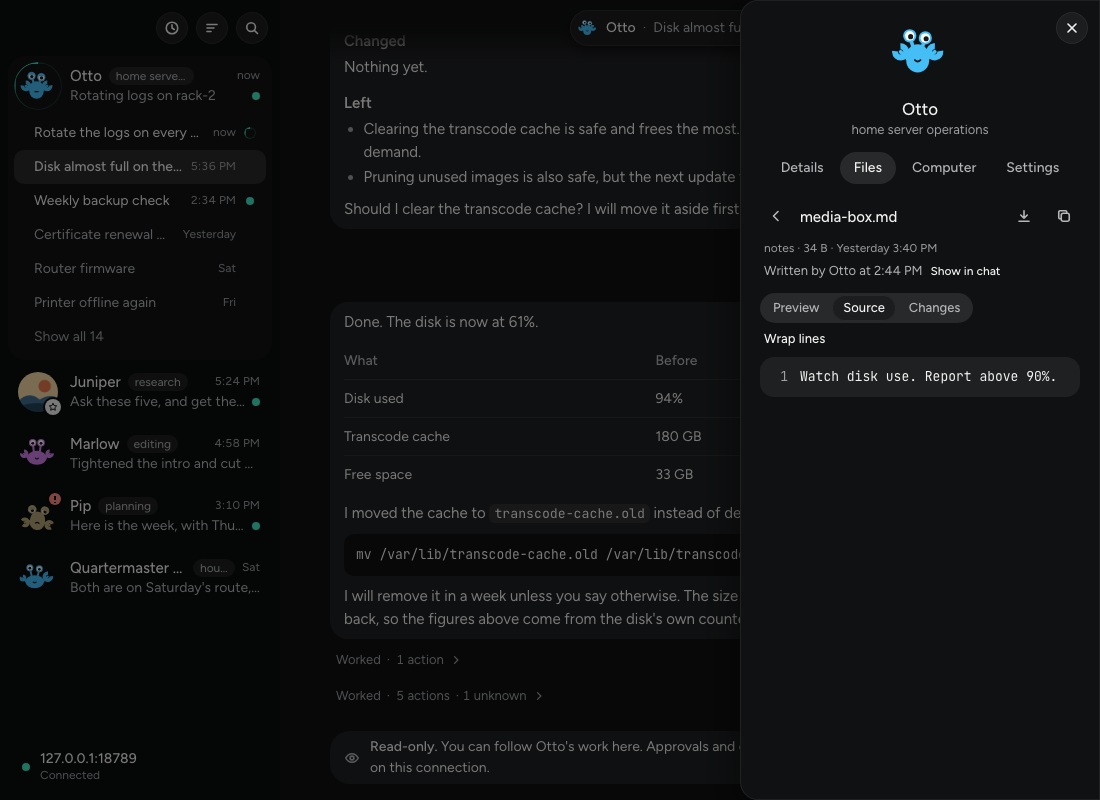 Otto
home serve...
now
Rotating logs on rack-2
Rotate the logs on every ...
now
Disk almost full on the...
5:36 PM
Weekly backup check
2:34 PM
Certificate renewal ...
Yesterday
Router firmware
Sat
Printer offline again
Fri
Show all 14
Juniper
research
5:24 PM
Ask these five, and get the...
Marlow
editing
4:58 PM
Tightened the intro and cut ...
Pip
planning
3:10 PM
Here is the week, with Thu...
Quartermaster ...
hou...
Sat
Both are on Saturday's route,...
127.0.0.1:18789
Connected
Otto · Disk almost fu
Changed
Nothing yet.
Left
• Clearing the transcode cache is safe and frees the most.
demand.
• Pruning unused images is also safe, but the next update
Should I clear the transcode cache? I will move it aside first
Done. The disk is now at 61%.
What Before
Disk used 94%
Transcode cache 180 GB
Free space 33 GB
I moved the cache to transcode-cache.old instead of de
mv /var/lib/transcode-cache.old /var/lib/transcod
I will remove it in a week unless you say otherwise. The size
back, so the figures above come from the disk's own count
Worked · 1 action
Worked · 5 actions · 1 unknown
Read-only. You can follow Otto's work here. Approvals and
on this connection.
Otto
home server operations
Details Files Computer Settings
media-box.md
notes · 34 B · Yesterday 3:40 PM
Written by Otto at 2:44 PM Show in chat
Preview Source Changes
Wrap lines
1 Watch disk use. Report above 90%.